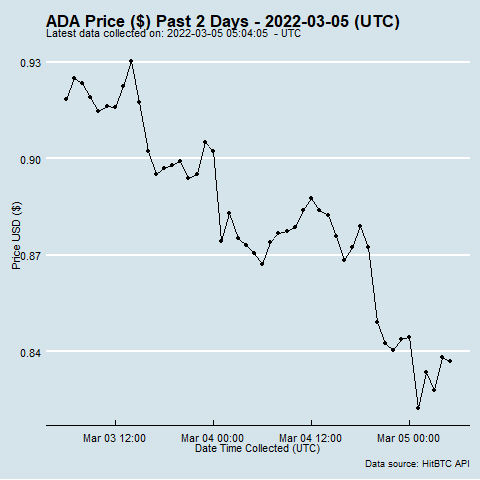 ADA Price ($) Past 2 Days - 2022-03-05 (UTC)
Latest data collected on: 2022-03-05 05:04:05 - UTC
0.93
0.90
0.87
0.84
Price USD ($)
Mar 03 12:00 Mar 04 00:00 Mar 04 12:00 Mar 05 00:00
Date Time Collected (UTC)
Data source: HitBTC API